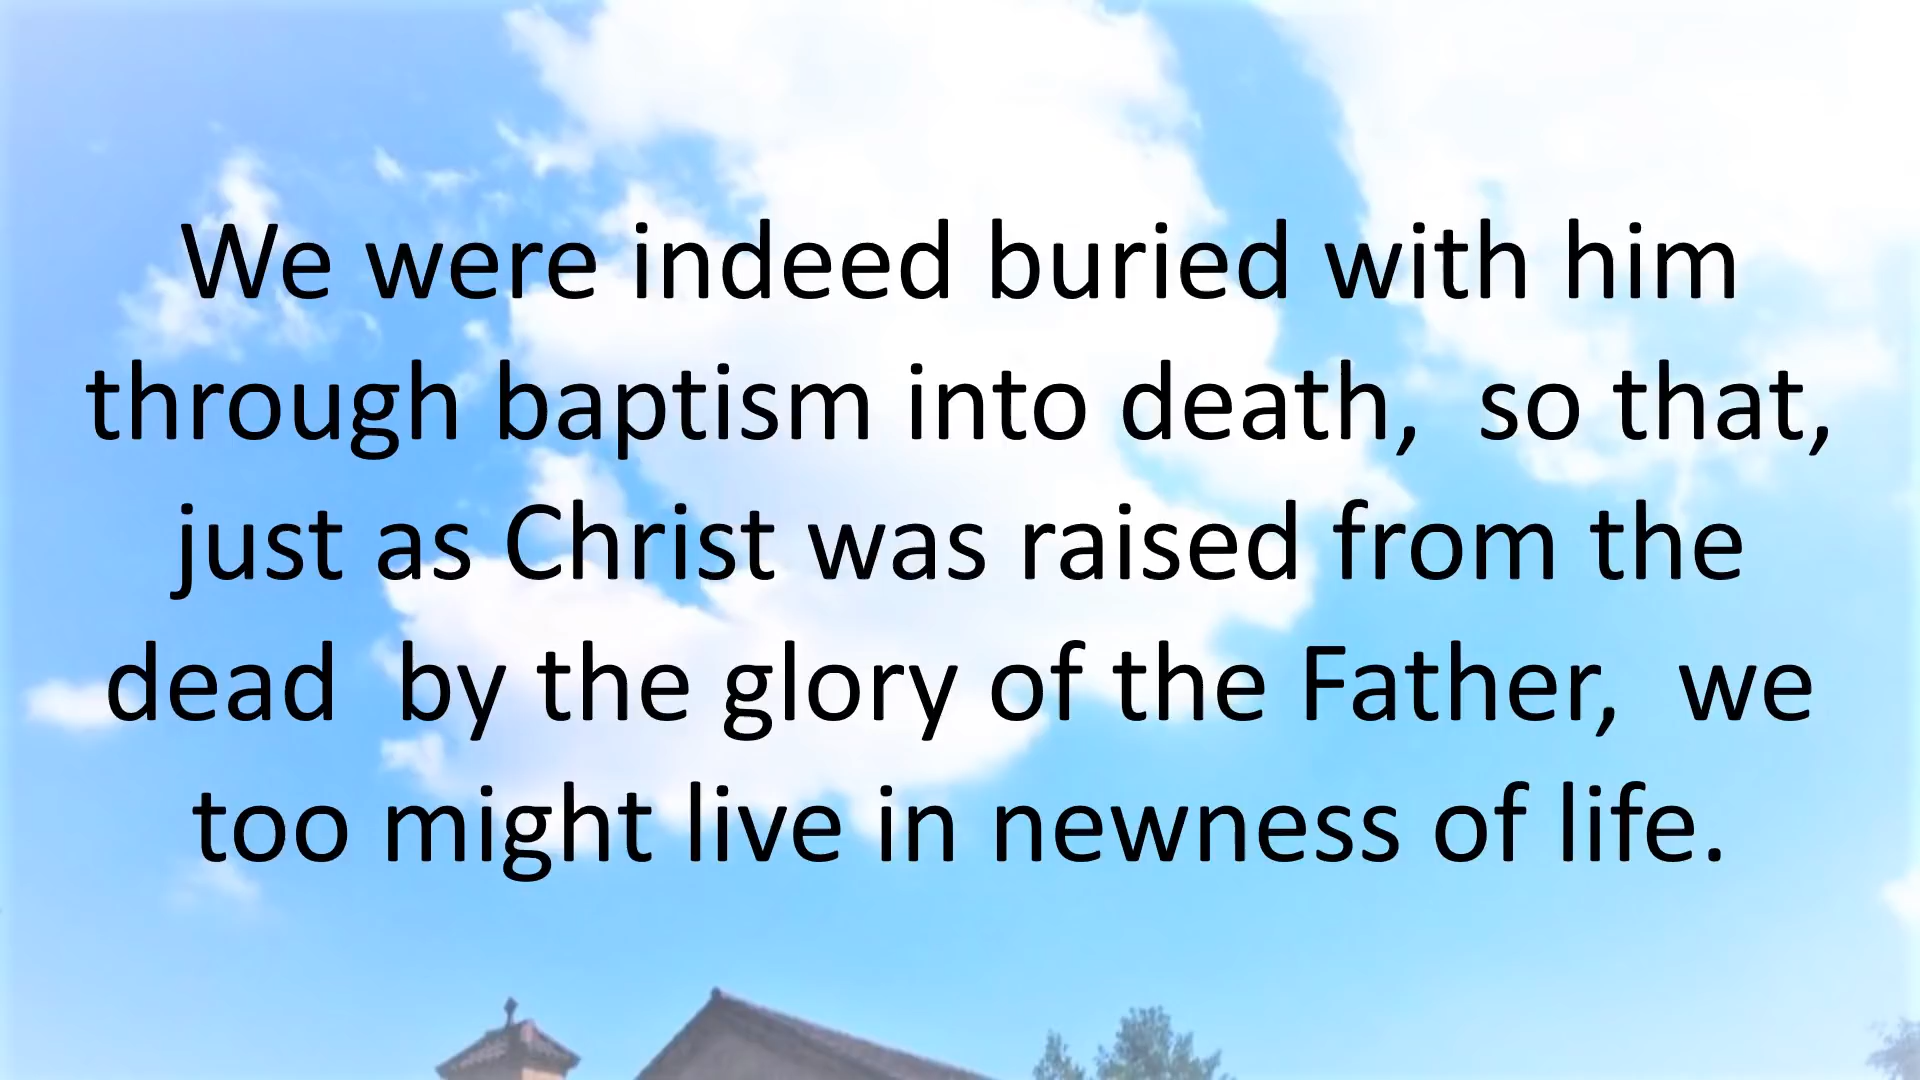 We were indeed buried with him
through baptism into death,  so that,
just as Christ was raised from the
dead  by the glory of the Father,  we
too might live in newness of life.